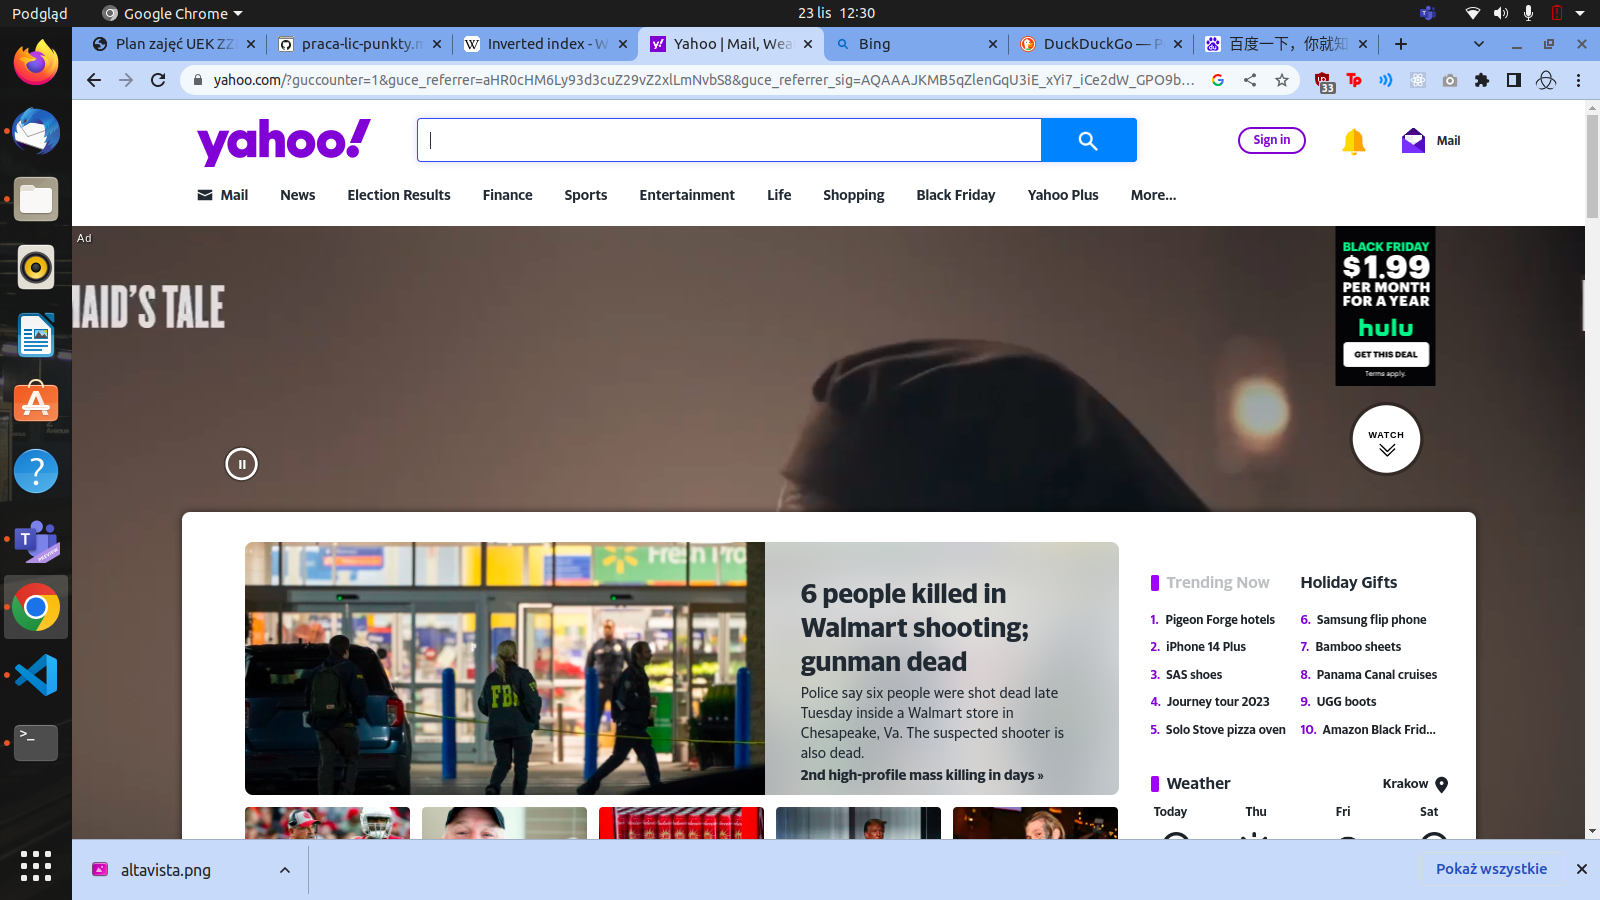 Podgląd
Google Chrome
23 lis 12:30
Plan zajęć UEK ZZ
praca-lic-punkty.m
Inverted index - W
Yahoo | Mail, Wea
Bing
DuckDuckGo — P
百度一下，你就知
yahoo.com/?guccounter=1&guce_referrer=aHR0cHM6Ly93d3cuZ29vZ2xlLmNvbS8&guce_referrer_sig=AQAAAJKMB5qZlenGqU3iE_xYi7_iCe2dW_GPO9b...
33
yahoo!
Sign in
Mail
Mail
News
Election Results
Finance
Sports
Entertainment
Life
Shopping
Black Friday
Yahoo Plus
More...
Ad
MAID'S TALE
BLACK FRIDAY
$1.99
PER MONTH
FOR A YEAR
hulu
GET THIS DEAL
Terms apply.
WATCH
Fresh Pro
FBI
6 people killed in
Walmart shooting;
gunman dead
Police say six people were shot dead late
Tuesday inside a Walmart store in
Chesapeake, Va. The suspected shooter is
also dead.
2nd high-profile mass killing in days »
Trending Now
Holiday Gifts
1. Pigeon Forge hotels
2. iPhone 14 Plus
3. SAS shoes
4. Journey tour 2023
5. Solo Stove pizza oven
6. Samsung flip phone
7. Bamboo sheets
8. Panama Canal cruises
9. UGG boots
10. Amazon Black Frid...
Weather
Krakow
Today
Thu
Fri
Sat
altavista.png
Pokaż wszystkie